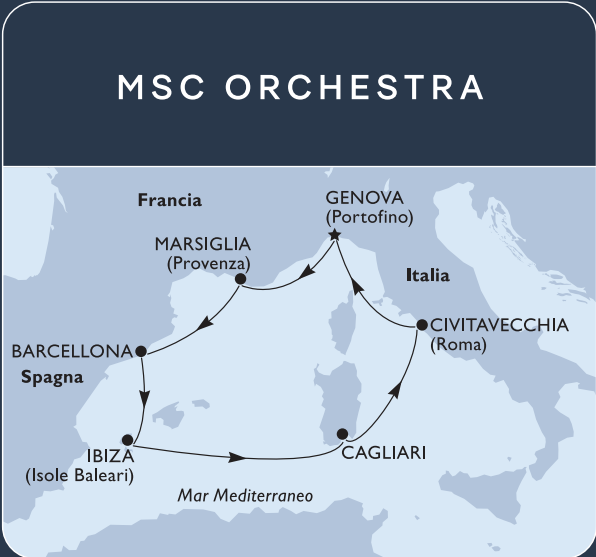 MSC ORCHESTRA
Francia
GENOVA
(Portofino)
MARSIGLIA
(Provenza)
Italia
CIVITAVECCHIA
(Roma)
BARCELLONA
Spagna
IBIZA
(Isole Baleari)
CAGLIARI
Mar Mediterraneo